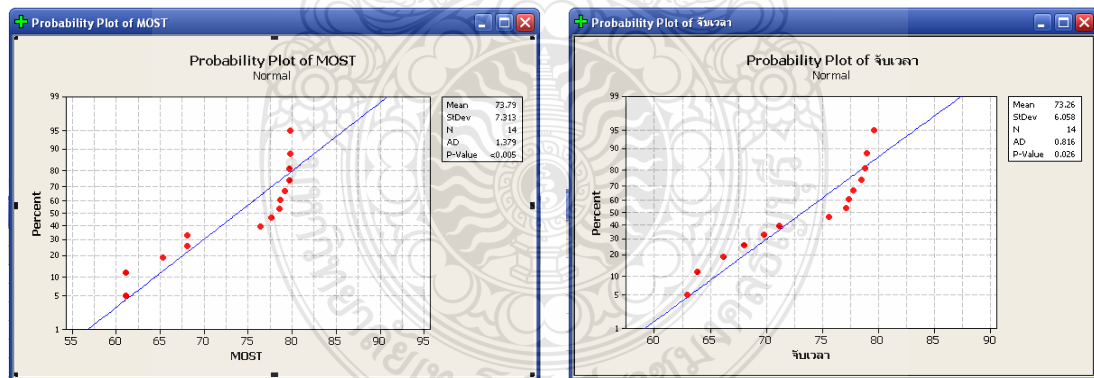 Probability Plot of MOST
Probability Plot of MOST
Normal
99
95
90
80
70
60
50
40
30
20
10
5
1
Percent
55 60 65 70 75 80 85 90 95
MOST
Mean 73.79
StDev 7.313
N 14
AD 1.379
P-Value <0.005
Probability Plot of จับเวลา
Probability Plot of จับเวลา
Normal
99
95
90
80
70
60
50
40
30
20
10
5
1
Percent
60 65 70 75 80 85 90
จับเวลา
Mean 73.26
StDev 6.058
N 14
AD 0.816
P-Value 0.026